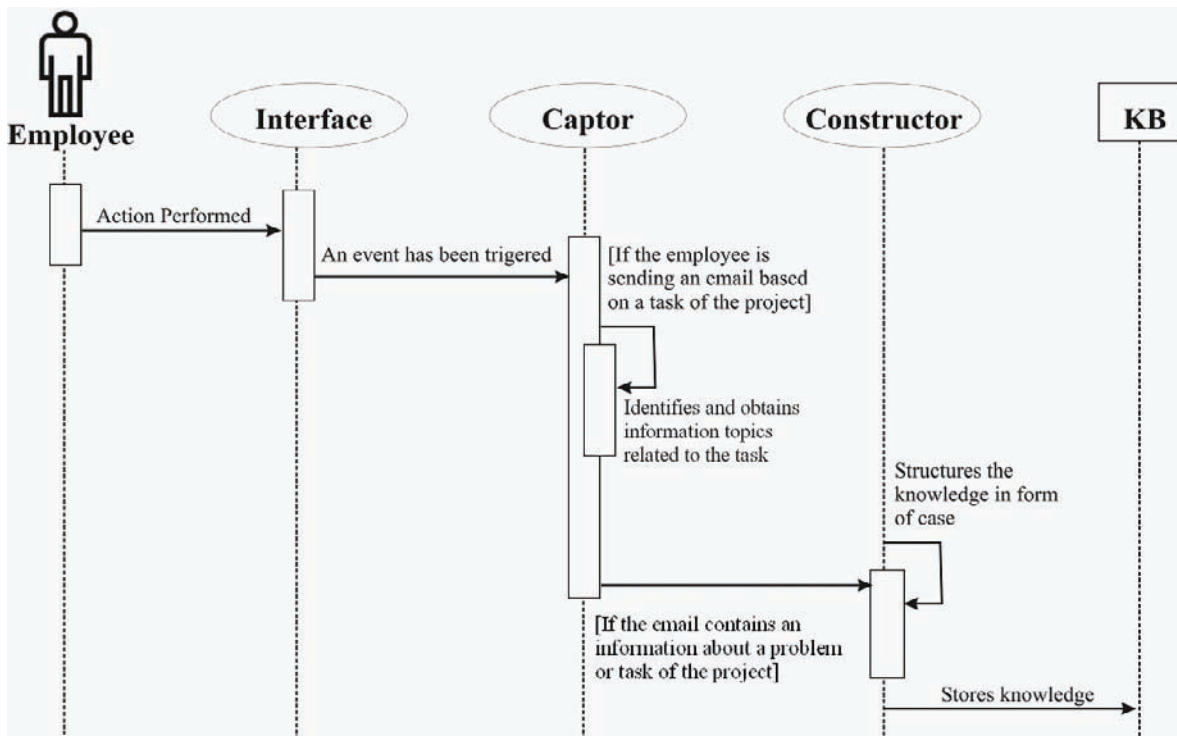 Employee
Interface
Captor
Constructor
KB
Action Performed
An event has been trigered
[If the employee is
sending an email based
on a task of the project]
Identifies and obtains
information topics
related to the task
Structures the
knowledge in form
of case
[If the email contains an
information about a problem
or task of the project]
Stores knowledge